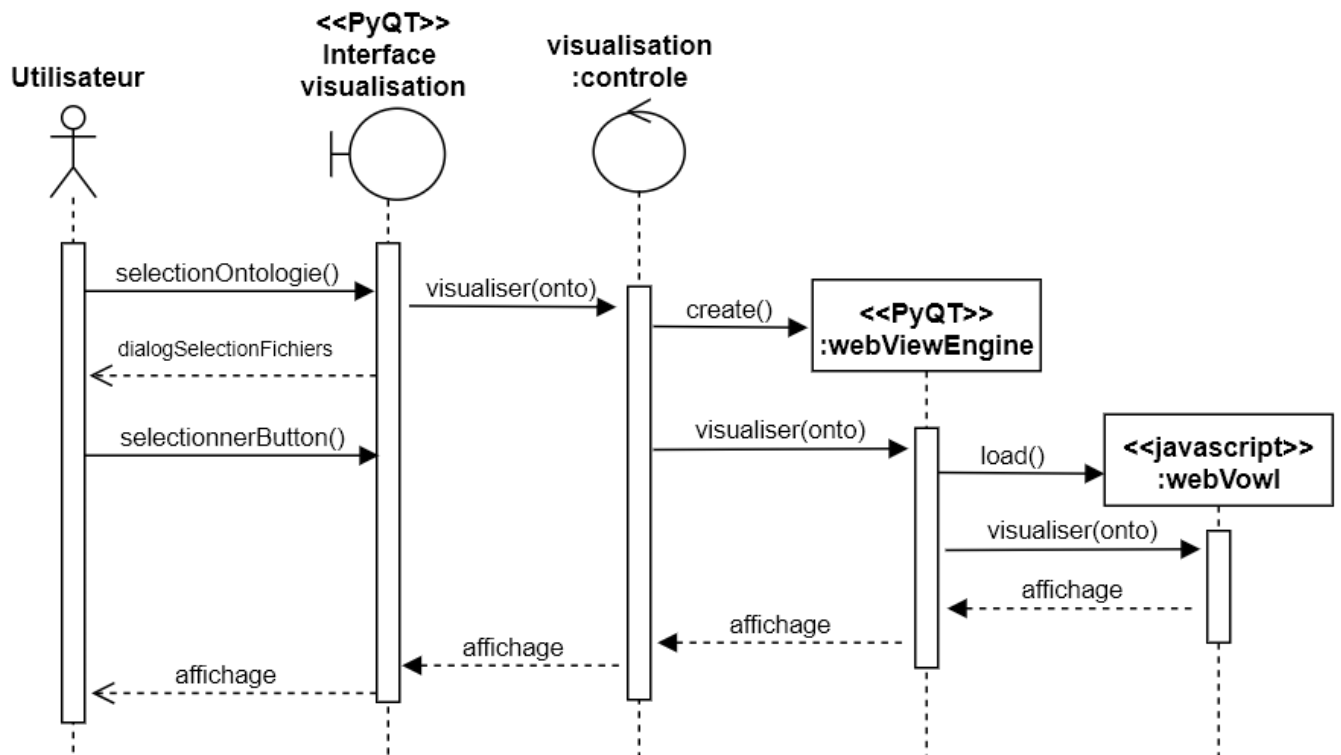 <<PyQT>>
Interface
visualisation
visualisation
:controle
Utilisateur
selectionOntologie()
visualiser(onto)
create()
<<PyQT>>
:webViewEngine
dialogSelectionFichiers
selectionnerButton()
visualiser(onto)
load()
<<javascript>>
:webVowl
visualiser(onto)
affichage
affichage
affichage
affichage